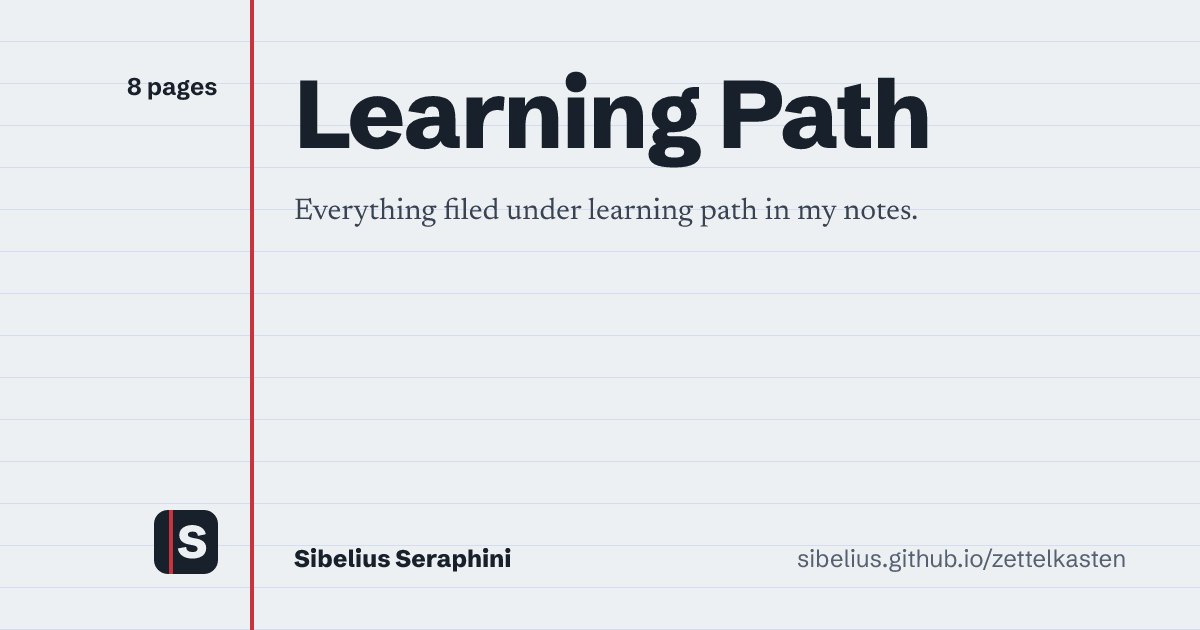 8 pages
Learning Path
Everything filed under learning path in my notes.
S
Sibelius Seraphini
sibelius.github.io/zettelkasten